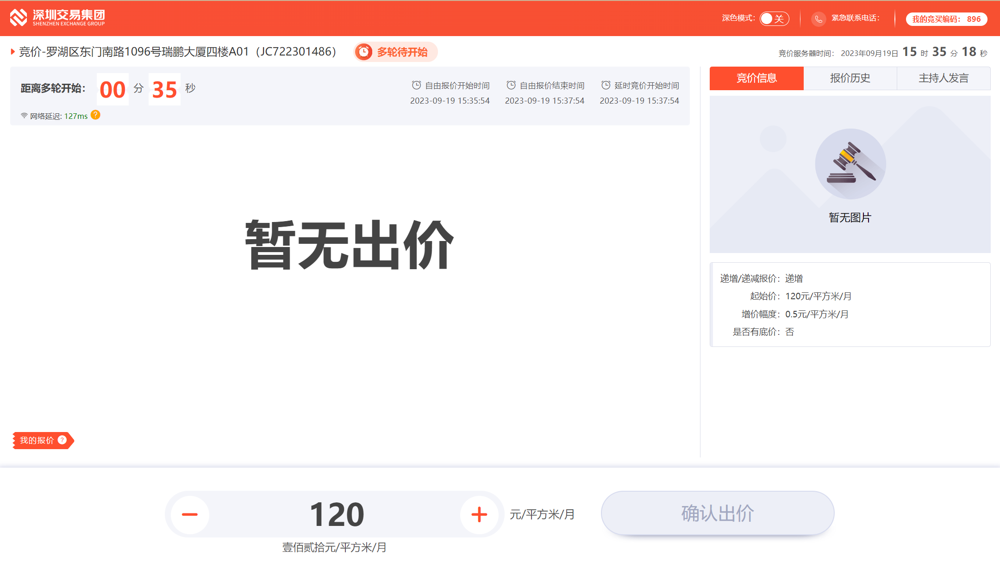 深圳交易集团
SHENZHEN EXCHANGE GROUP
深色模式： 关
紧急联系电话：
我的竞买编码： 896
竞价-罗湖区东门南路1096号瑞鹏大厦四楼A01（JC722301486）
多轮待开始
竞价服务器时间： 2023年09月19日 15 时 35 分 18 秒
距离多轮开始： 00 分 35 秒
网络延迟: 127ms ?
自由报价开始时间
2023-09-19 15:35:54
自由报价结束时间
2023-09-19 15:37:54
延时竞价开始时间
2023-09-19 15:37:54
暂无出价
我的报价 ?
竞价信息
报价历史
主持人发言
暂无图片
递增/递减报价： 递增
起始价： 120元/平方米/月
增价幅度： 0.5元/平方米/月
是否有底价： 否
120
元/平方米/月
壹佰贰拾元/平方米/月
确认出价